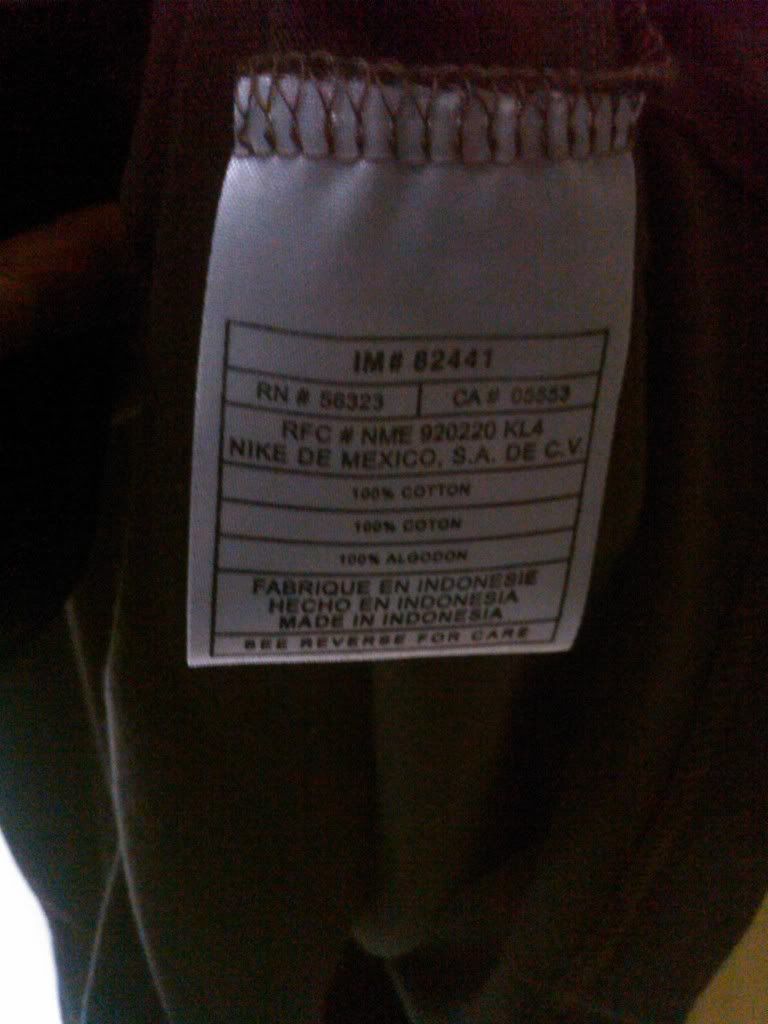 IM# 82441
RN # 56323 CA # 05553
RFC # NME 920220 KL4
NIKE DE MEXICO, S.A. DE C.V.
100% COTTON
100% COTON
100% ALGODON
FABRIQUE EN INDONESIE
HECHO EN INDONESIA
MADE IN INDONESIA
SEE REVERSE FOR CARE